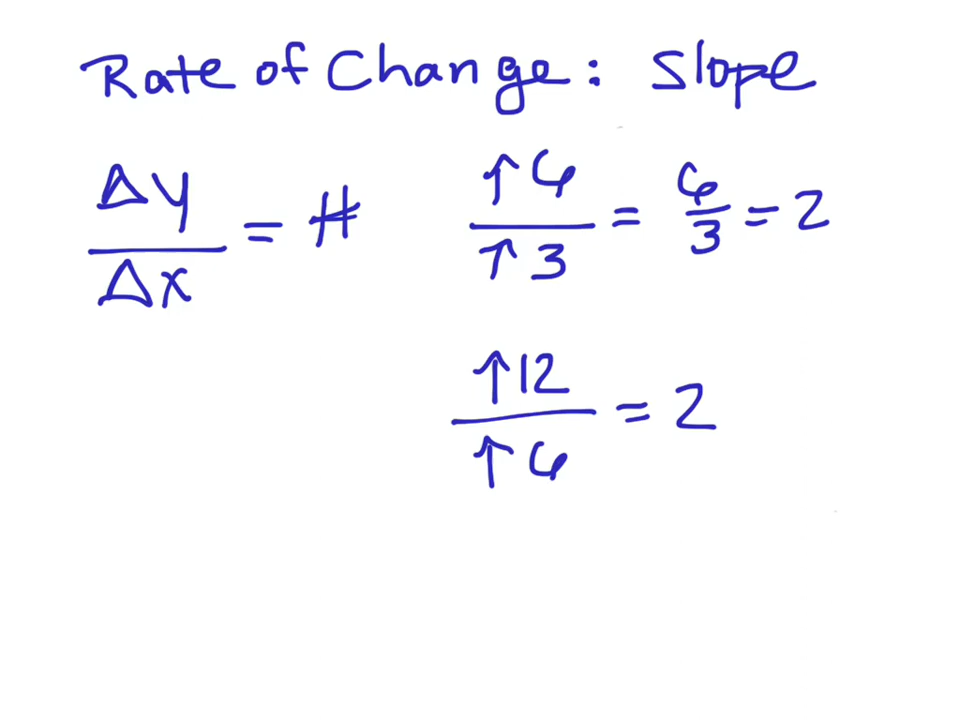 Rate of Change: Slope
Δy/Δx = #
↑6/↑3 = 6/3 = 2
↑12/↑6 = 2